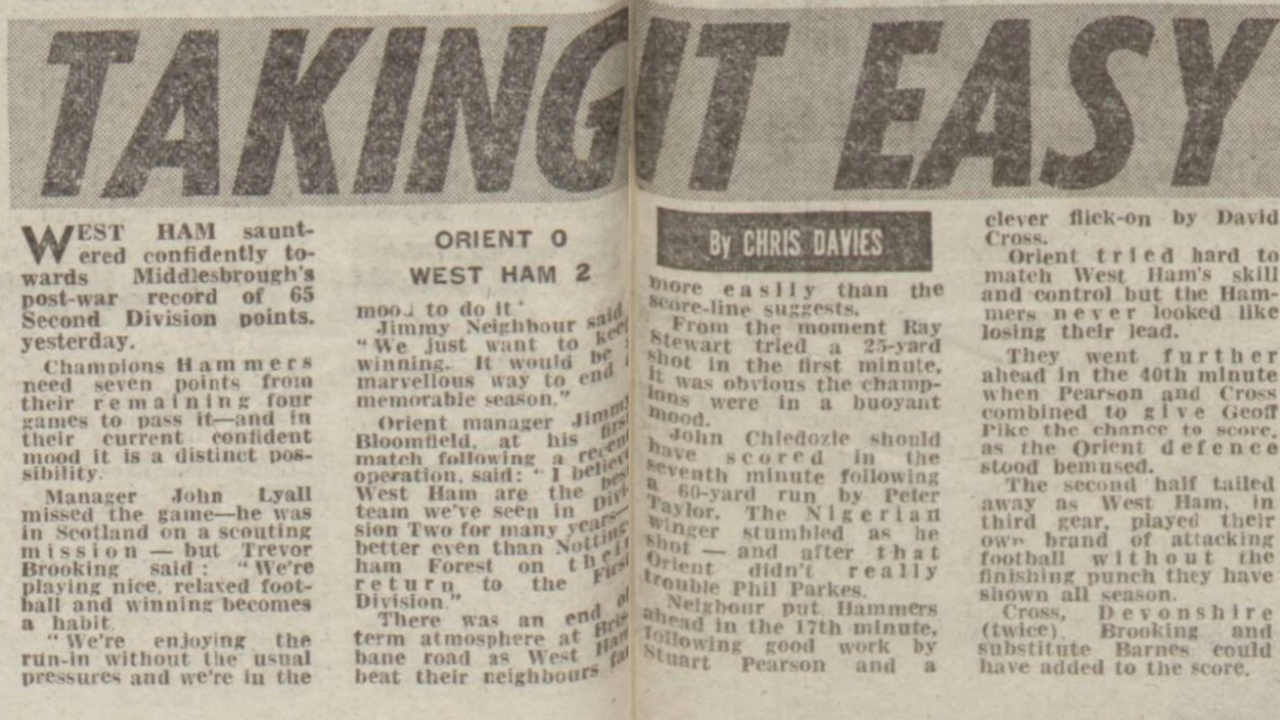 TAKING IT EASY
WEST HAM saunt-
ered confidently to-
wards Middlesbrough's
post-war record of 65
Second Division points.
yesterday.
Champions Hammers
need seven points from
their remaining four
games to pass it—and in
their current confident
mood it is a distinct pos-
sibility.
Manager John Lyall
missed the game—he was
in Scotland on a scouting
mission — but Trevor
Brooking said: "We're
playing nice, relaxed foot-
ball and winning becomes
a habit.
"We're enjoying the
run-in without the usual
pressures and we're in the
ORIENT 0
WEST HAM 2
mood to do it'
Jimmy Neighbour said
"We just want to keep
winning. It would be
marvellous way to end
memorable season."
Orient manager Jimmy
Bloomfield, at his first
match following a recent
operation, said: "I believe
West Ham are the best
team we've seen in Divi-
sion Two for many years—
better even than Notting-
ham Forest on their
return to the First
Division."
There was an end of
term atmosphere at Bris-
bane road as West Ham
beat their neighbours far
By CHRIS DAVIES
more easily than the
score-line suggests.
From the moment Ray
Stewart tried a 25-yard
shot in the first minute,
it was obvious the champ-
ions were in a buoyant
mood.
John Chiedozie should
have scored in the
seventh minute following
a 60-yard run by Peter
Taylor. The Nigerian
winger stumbled as he
shot — and after that
Orient didn't really
trouble Phil Parkes.
Neigbour put Hammers
ahead in the 17th minute,
following good work by
Stuart Pearson and a
clever flick-on by David
Cross.
Orient tried hard to
match West Ham's skill
and control but the Ham-
mers never looked like
losing their lead.
They went further
ahead in the 40th minute
when Pearson and Cross
combined to give Geoff
Pike the chance to score,
as the Orient defence
stood bemused.
The second half tailed
away as West Ham, in
third gear, played their
own brand of attacking
football without the
finishing punch they have
shown all season.
Cross, Devonshire
(twice), Brooking and
substitute Barnes could
have added to the score.